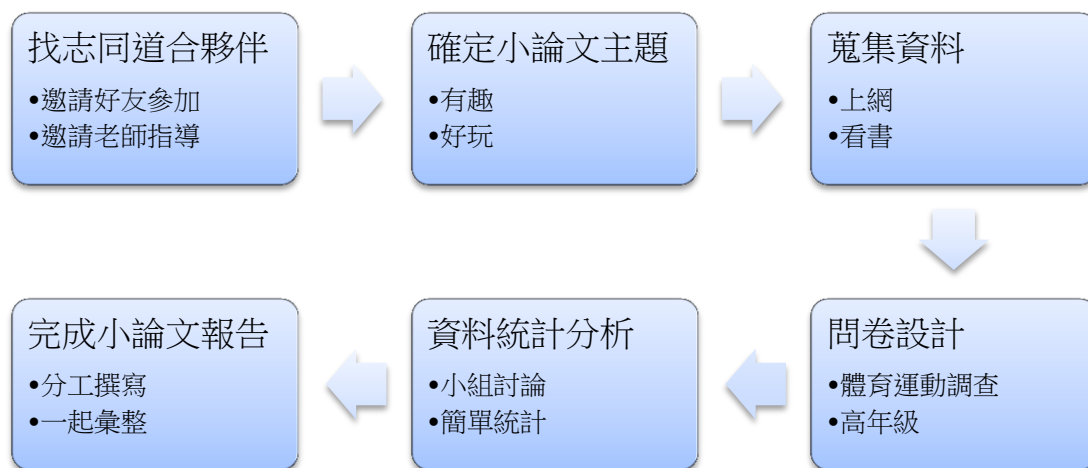 找志同道合夥伴
•邀請好友參加
•邀請老師指導
確定小論文主題
•有趣
•好玩
蒐集資料
•上網
•看書
問卷設計
•體育運動調查
•高年級
資料統計分析
•小組討論
•簡單統計
完成小論文報告
•分工撰寫
•一起彙整